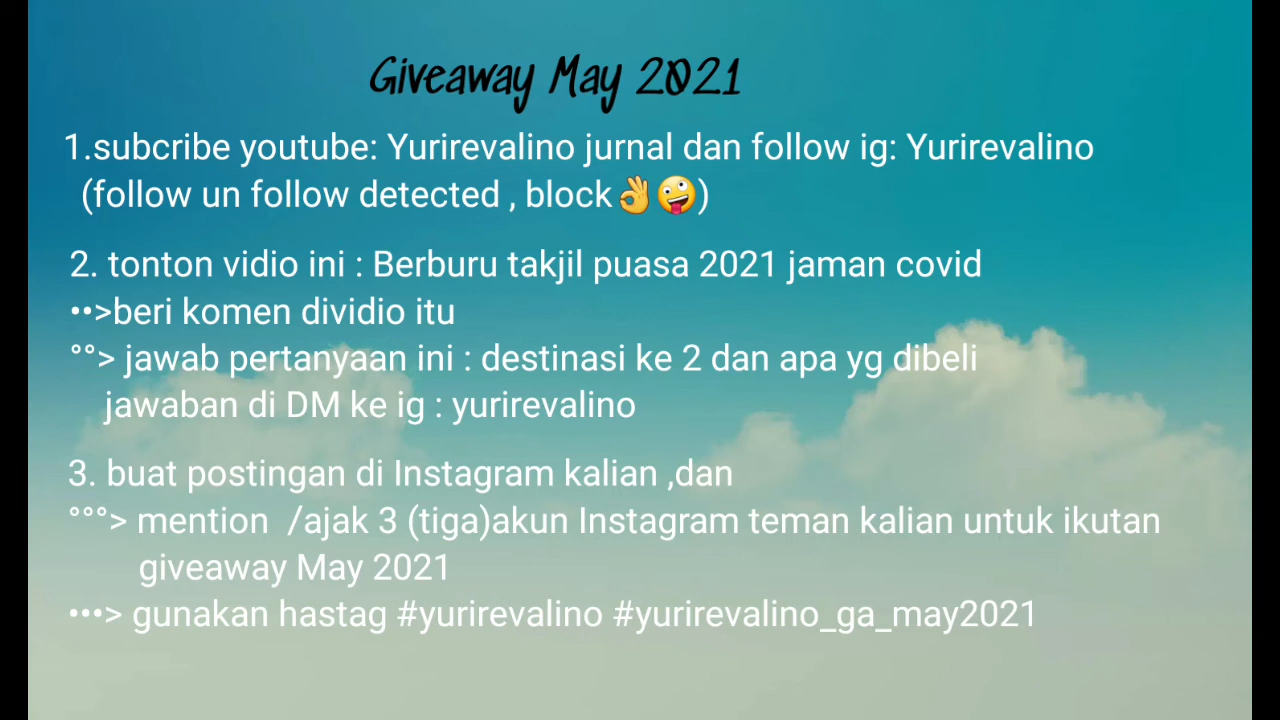 Giveaway May 2021
1.subcribe youtube: Yurirevalino jurnal dan follow ig: Yurirevalino
(follow un follow detected , block👌🤪)
2. tonton vidio ini : Berburu takjil puasa 2021 jaman covid
••>beri komen dividio itu
°°> jawab pertanyaan ini : destinasi ke 2 dan apa yg dibeli
jawaban di DM ke ig : yurirevalino
3. buat postingan di Instagram kalian ,dan
°°°> mention /ajak 3 (tiga)akun Instagram teman kalian untuk ikutan
giveaway May 2021
•••> gunakan hastag #yurirevalino #yurirevalino_ga_may2021